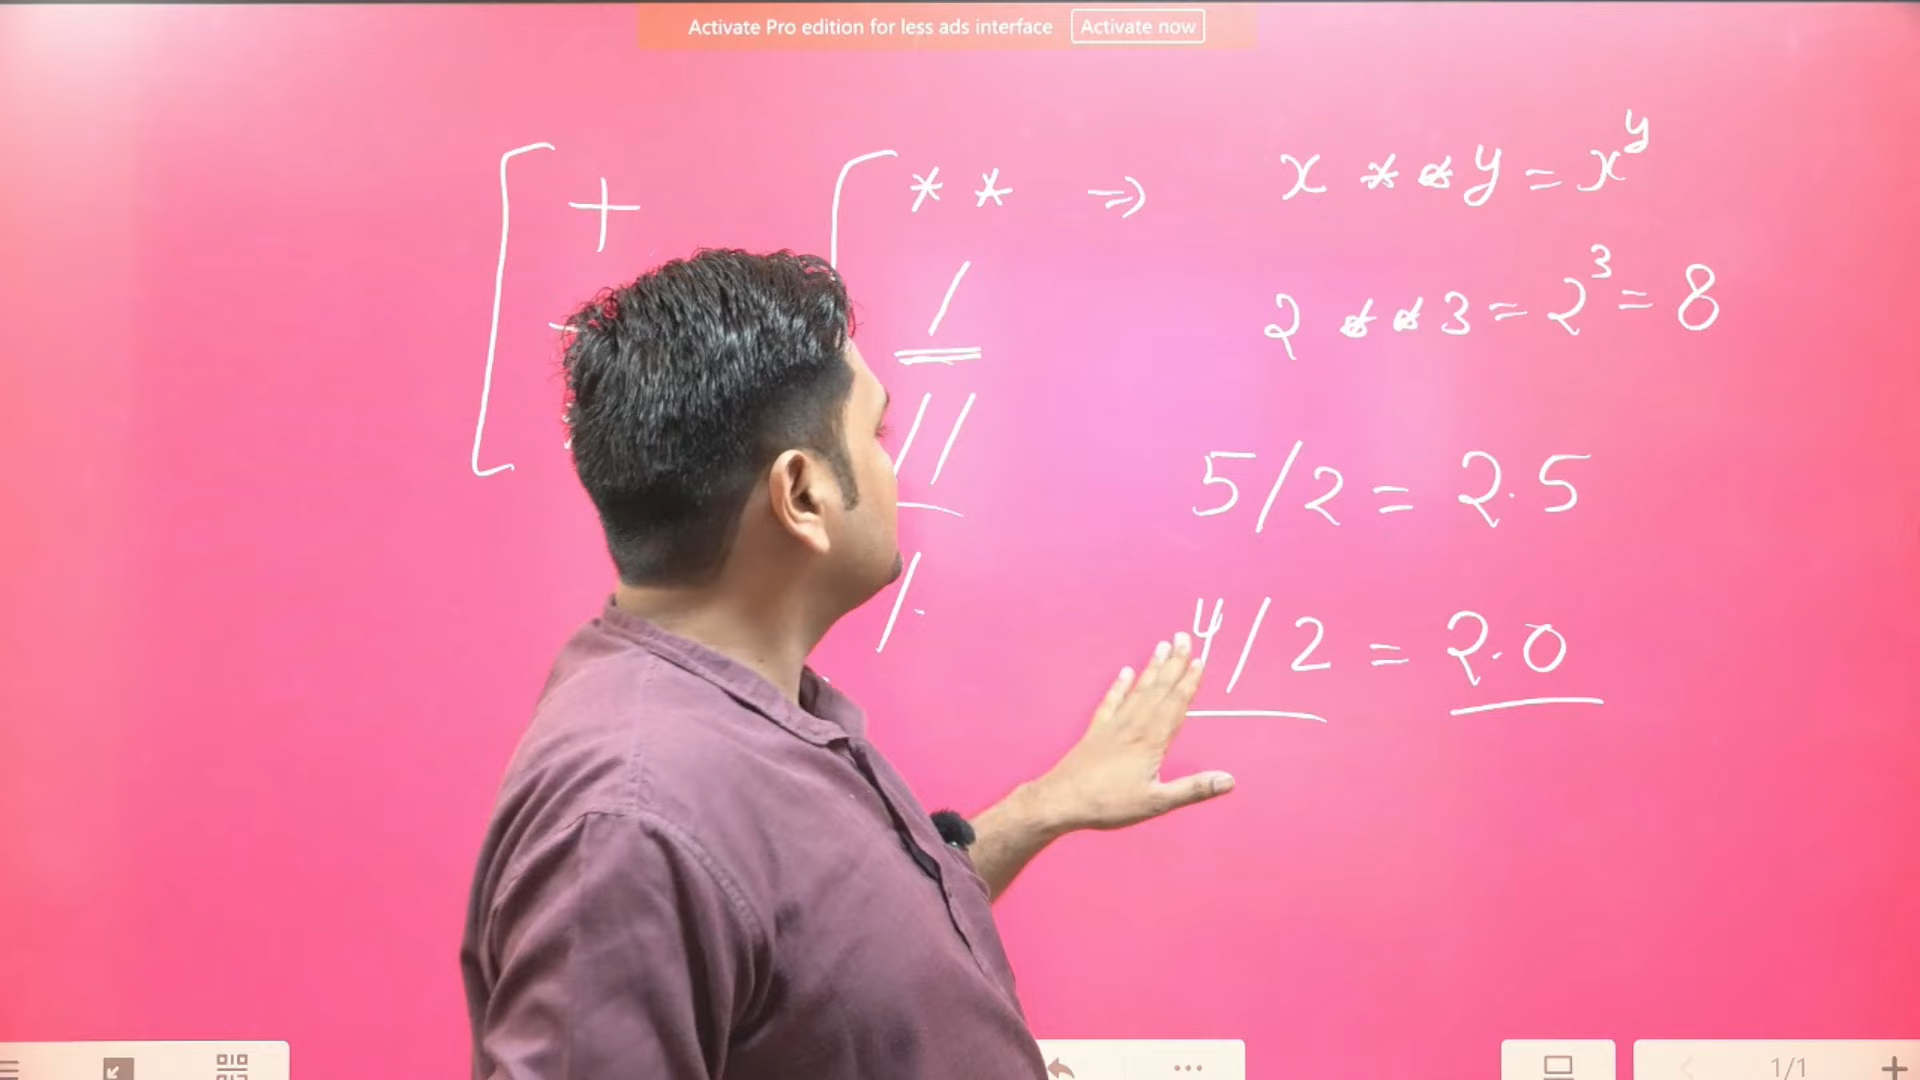 Activate Pro edition for less ads interface Activate now
+
** ⇒ x ** y = x^y
/
2 ** 3 = 2^3 = 8
//
5/2 = 2.5
4/2 = 2.0
1/1